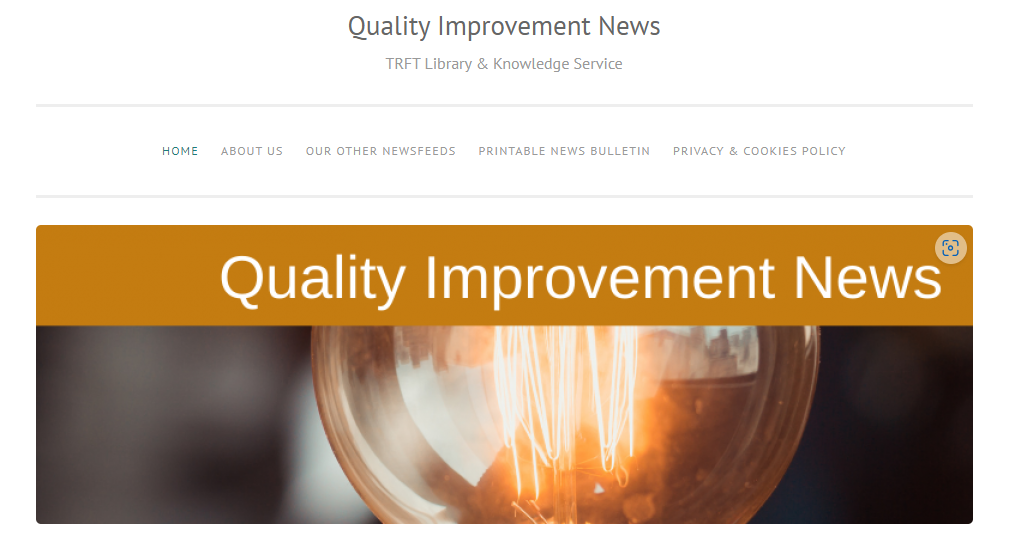 Quality Improvement News
TRFT Library & Knowledge Service
HOME ABOUT US OUR OTHER NEWSFEEDS PRINTABLE NEWS BULLETIN PRIVACY & COOKIES POLICY
Quality Improvement News